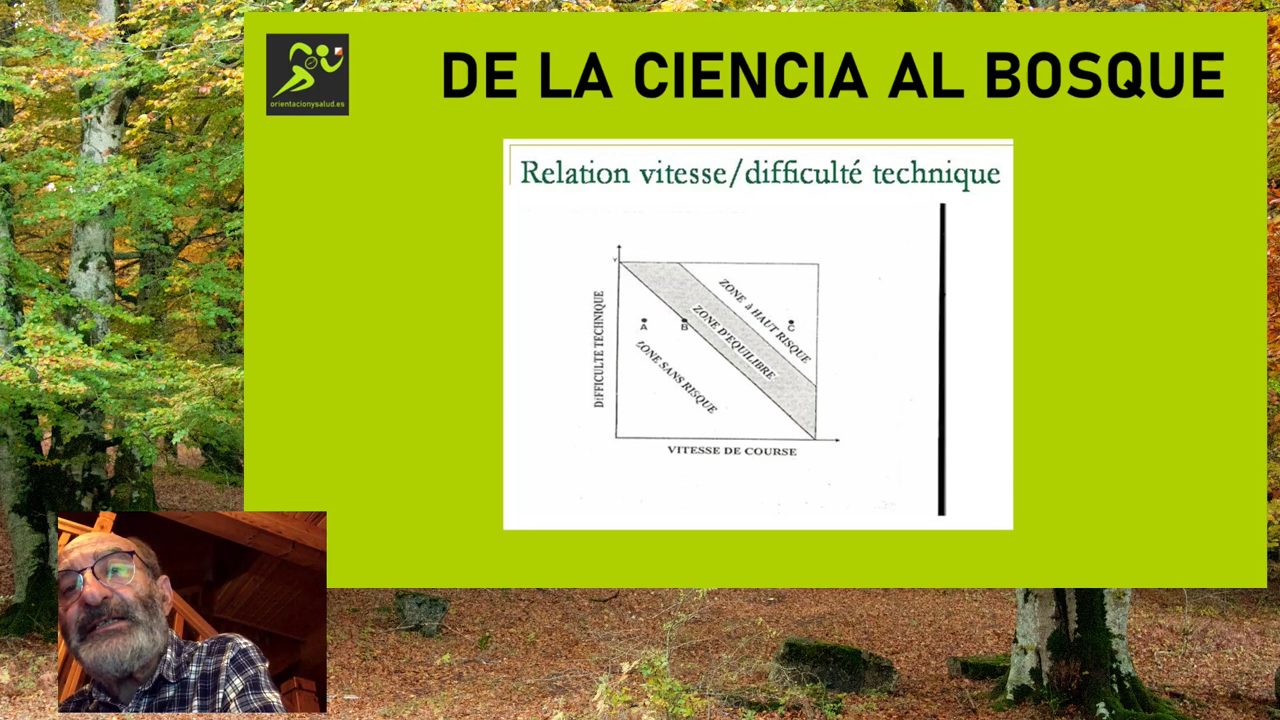 orientacionysalud.es
DE LA CIENCIA AL BOSQUE
Relation vitesse/difficulté technique
DiFFICULTE TECHNIQUE
ZONE à HAUT RISQUE
ZONE D'EQUILIBRE
ZONE SANS RISQUE
A
B
C
VITESSE DE COURSE